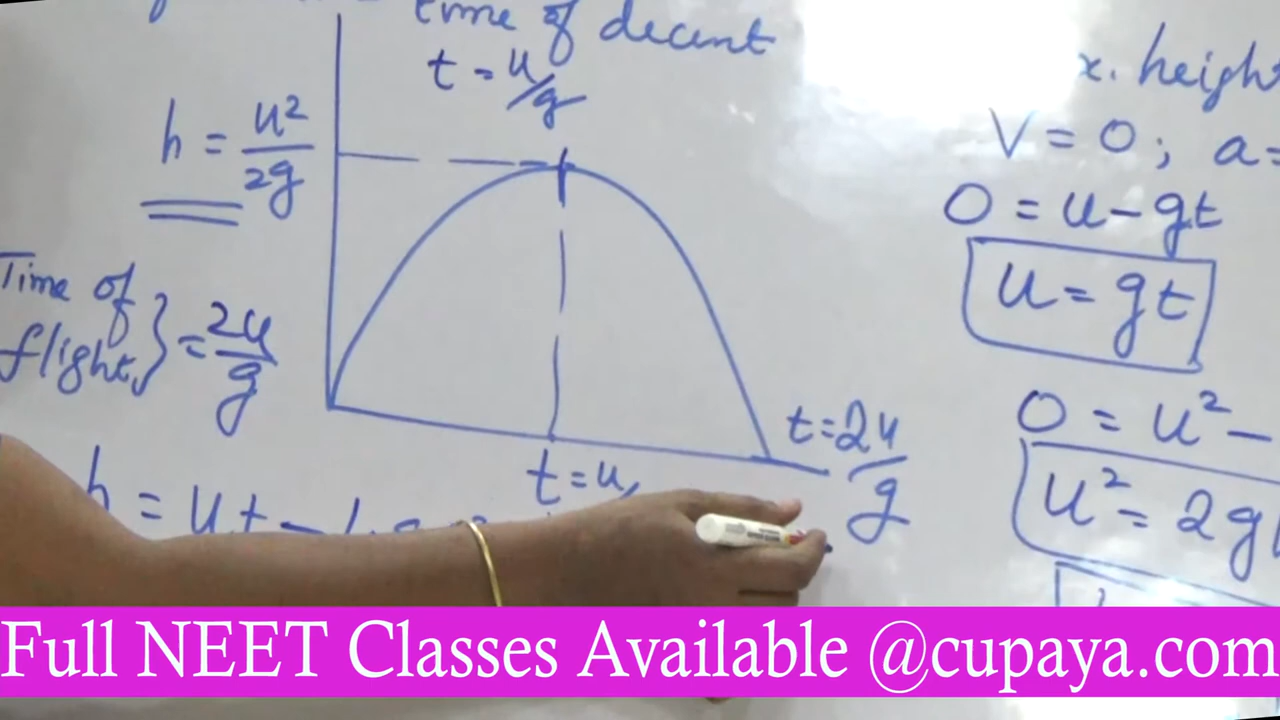 time of decent
t = u/g
h = u²/2g
Time of
flight } = 2u/g
h = ut -
t = u
t = 2u/g
x. height
V = 0 ; a =
0 = u - gt
u = gt
0 = u² -
u² = 2g
Full NEET Classes Available @cupaya.com